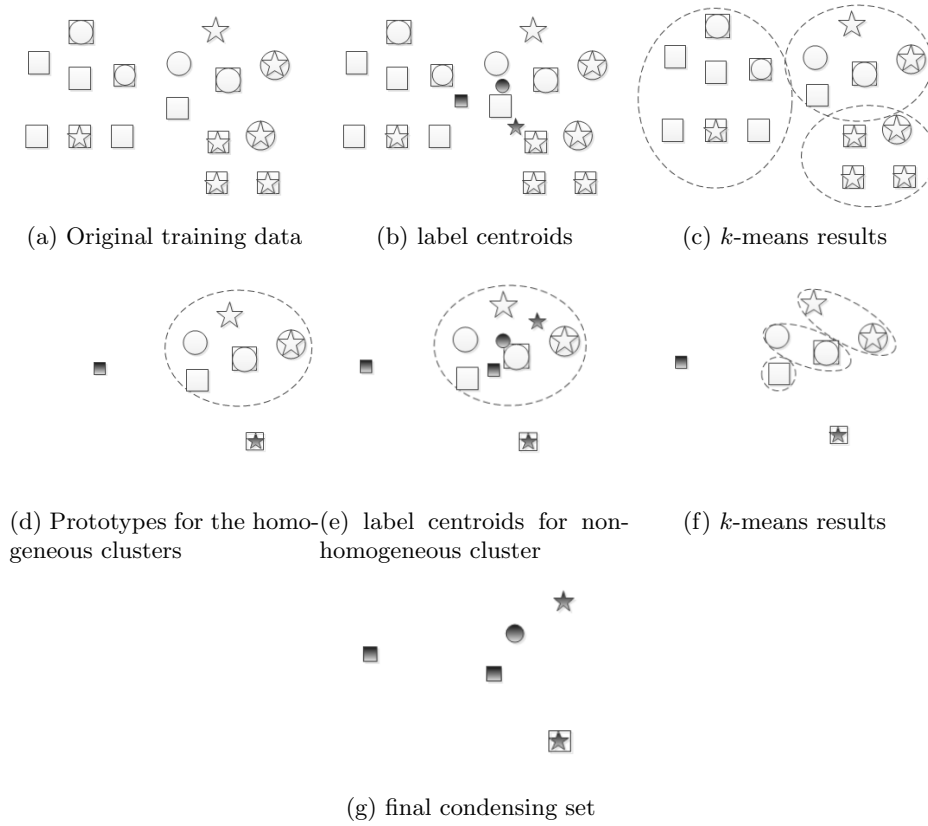 (a) Original training data
(b) label centroids
(c) k-means results
(d) Prototypes for the homo-
geneous clusters
(e) label centroids for non-
homogeneous cluster
(f) k-means results
(g) final condensing set